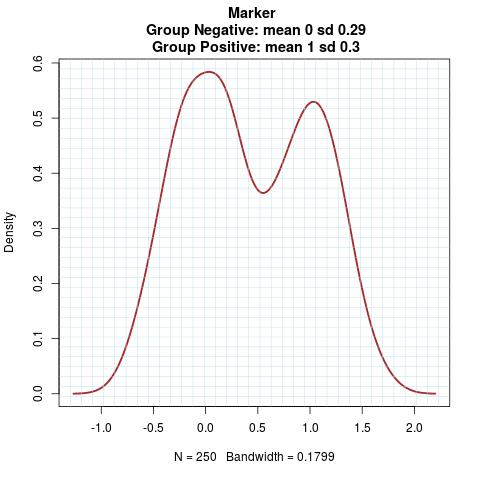 Marker
Group Negative: mean 0 sd 0.29
Group Positive: mean 1 sd 0.3
0.6
0.5
0.4
0.3
0.2
0.1
0.0
Density
-1.0 -0.5 0.0 0.5 1.0 1.5 2.0
N = 250 Bandwidth = 0.1799